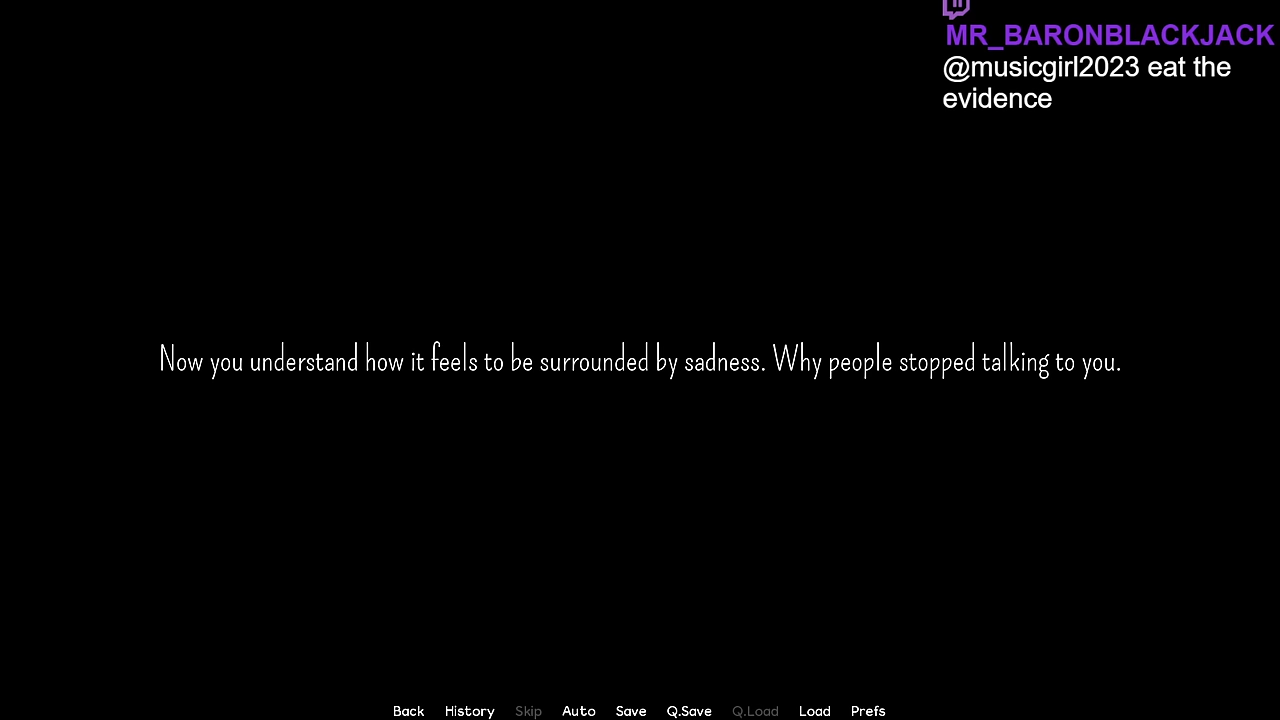 MR_BARONBLACKJACK
@musicgirl2023 eat the
evidence
Now you understand how it feels to be surrounded by sadness. Why people stopped talking to you.
Back History Skip Auto Save Q.Save Q.Load Load Prefs